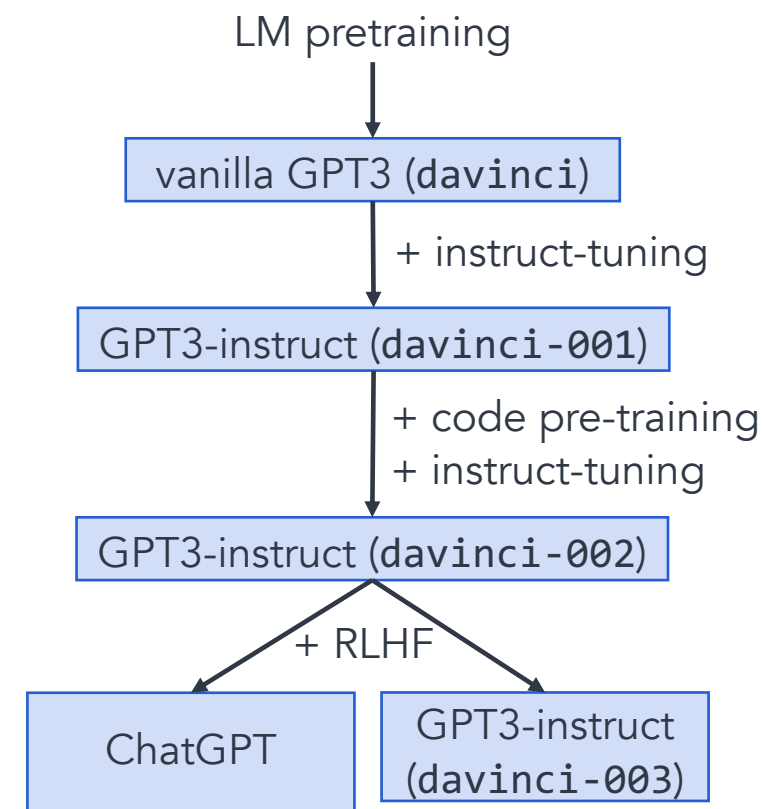 LM pretraining
vanilla GPT3 (davinci)
+ instruct-tuning
GPT3-instruct (davinci-001)
+ code pre-training
+ instruct-tuning
GPT3-instruct (davinci-002)
+ RLHF
ChatGPT
GPT3-instruct
(davinci-003)